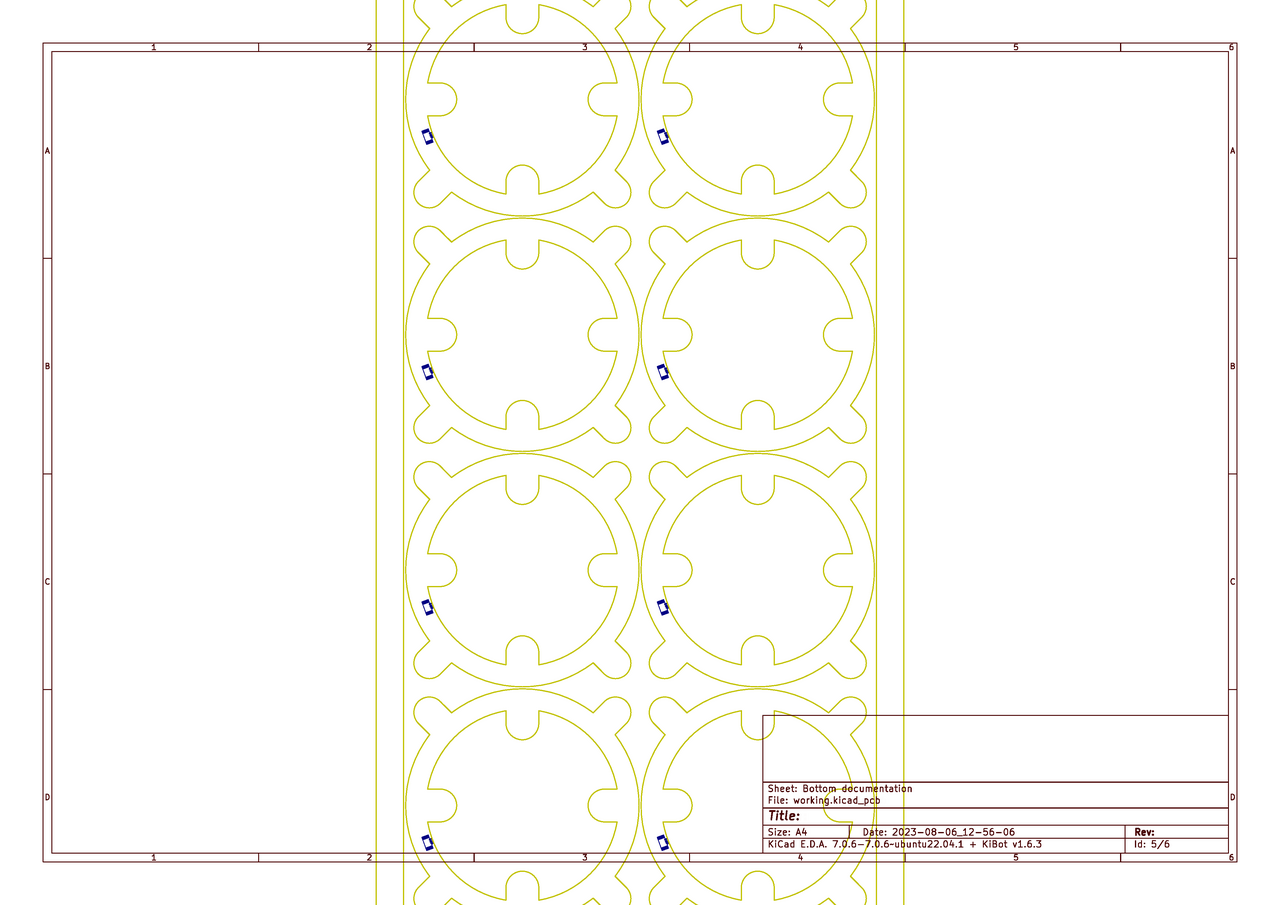 1 2 3 4 5 6
A A
B B
C C
D D
Sheet: Bottom documentation
File: working.kicad_pcb
Title:
Size: A4 Date: 2023-08-06_12-56-06 Rev:
KiCad E.D.A. 7.0.6-7.0.6~ubuntu22.04.1 + KiBot v1.6.3 Id: 5/6
1 2 3 4 5 6